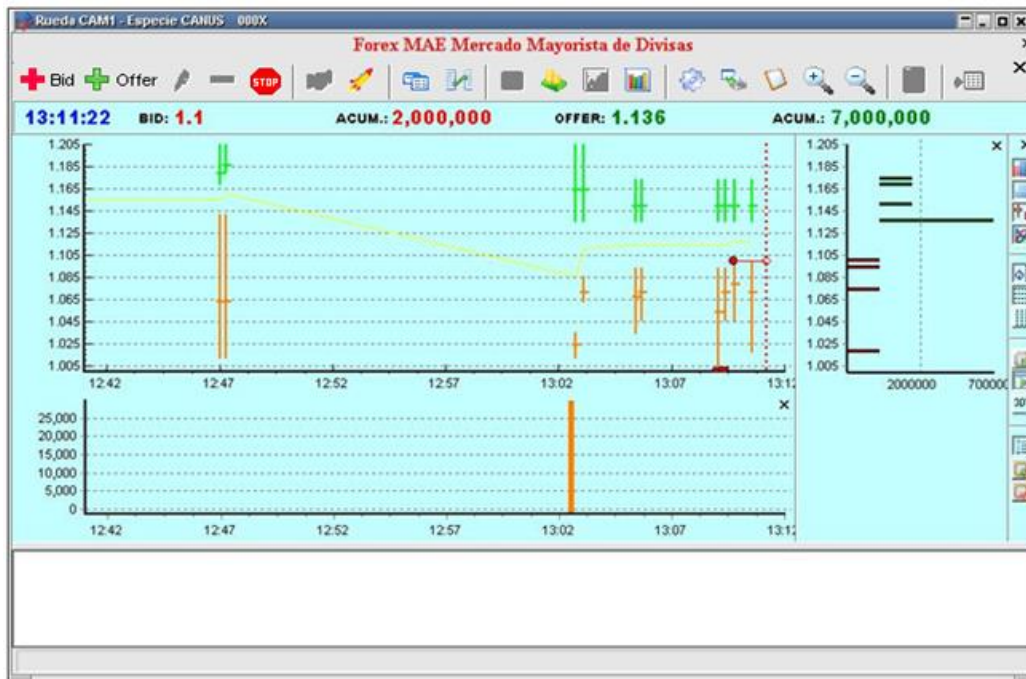 Rueda CAM1 - Especie CANUS 000X
Forex MAE Mercado Mayorista de Divisas
Bid Offer STOP
13:11:22 BID: 1.1 ACUM.: 2,000,000 OFFER: 1.136 ACUM.: 7,000,000
1.205 1.205
1.185 1.185
1.165 1.165
1.145 1.145
1.125 1.125
1.105 1.105
1.085 1.085
1.065 1.065
1.045 1.045
1.025 1.025
1.005 1.005
12:42 12:47 12:52 12:57 13:02 13:07 13:12 2000000 700000
25,000
20,000
15,000
10,000
5,000
0
12:42 12:47 12:52 12:57 13:02 13:07 13:12